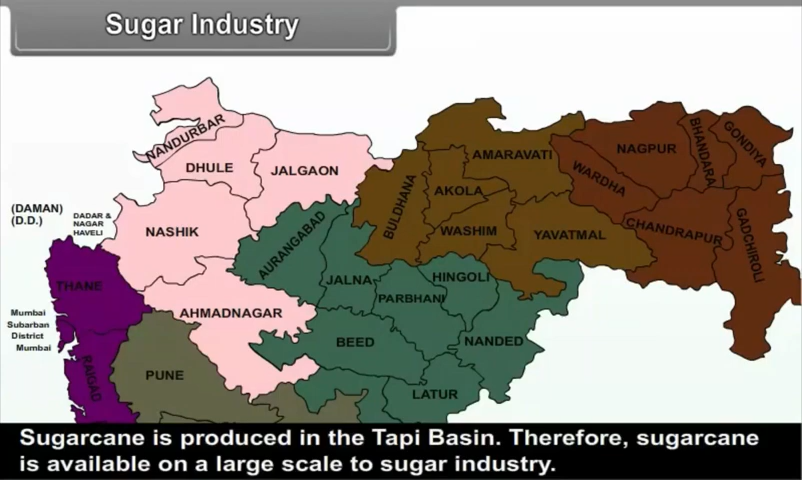 Sugar Industry
NANDURBAR
DHULE
JALGAON
NASHIK
AHMADNAGAR
(DAMAN)
(D.D.)
DADAR &
NAGAR
HAVELI
THANE
Mumbai
Subarban
District
Mumbai
RAIGAD
PUNE
AURANGABAD
JALNA
PARBHANI
HINGOLI
BEED
NANDED
LATUR
BULDHANA
AKOLA
AMARAVATI
WASHIM
YAVATMAL
WARDHA
NAGPUR
BHANDARA
GONDIYA
CHANDRAPUR
GADCHIROLI
Sugarcane is produced in the Tapi Basin. Therefore, sugarcane
is available on a large scale to sugar industry.